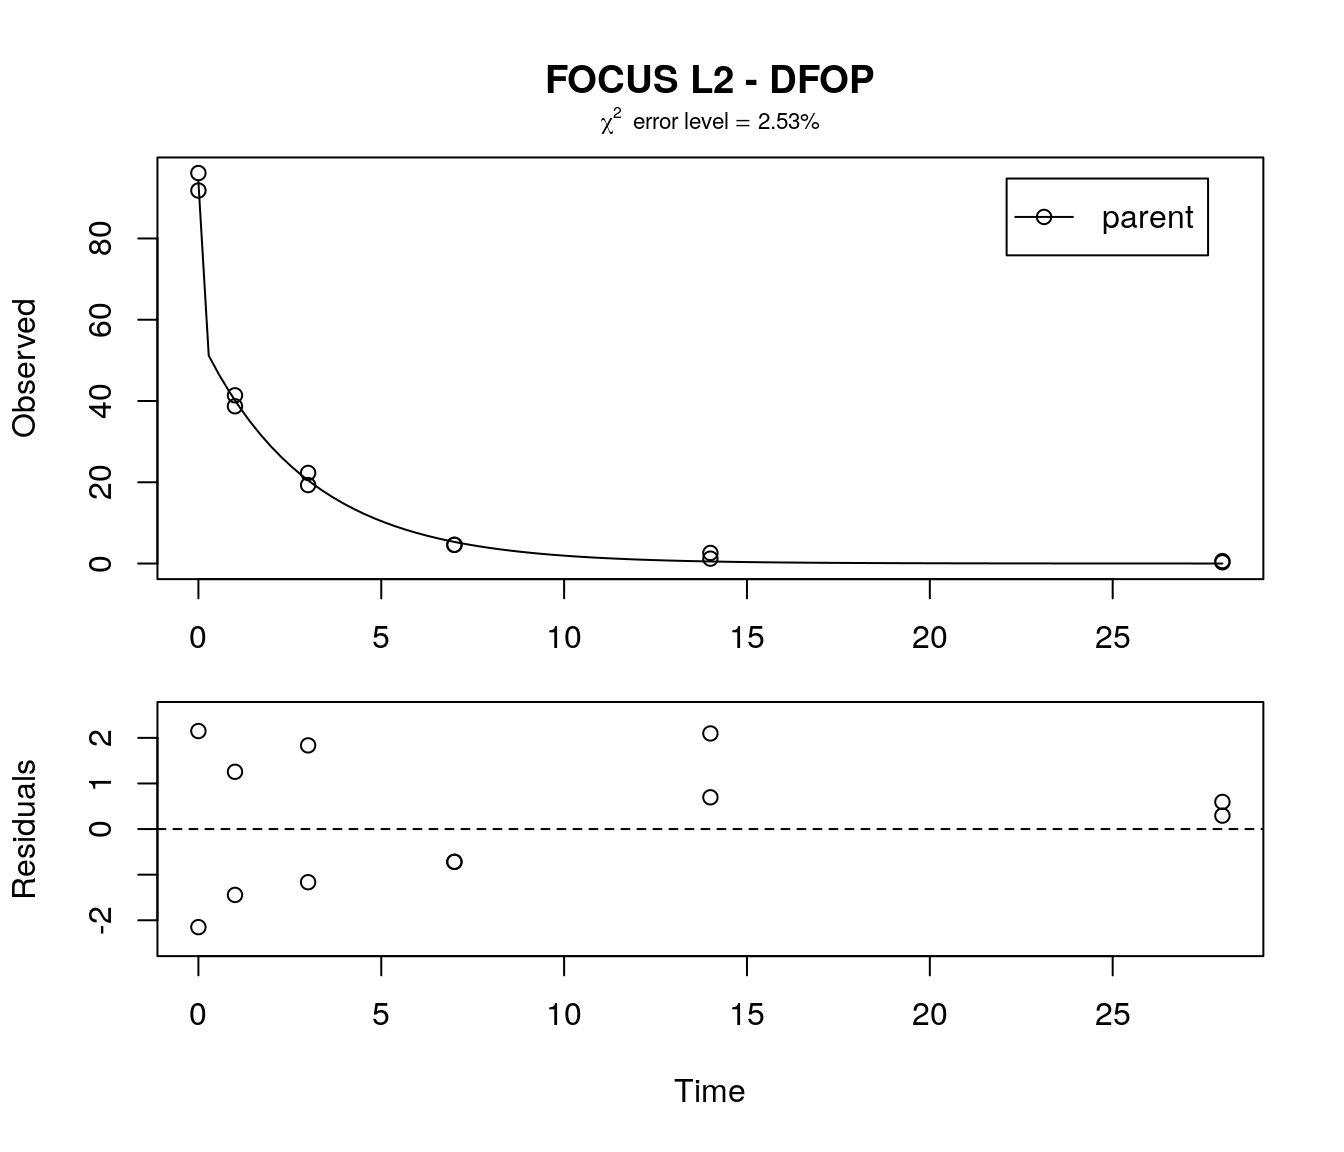 FOCUS L2 - DFOP
χ2 error level = 2.53%
parent
Observed
80
60
40
20
0
0 5 10 15 20 25
Residuals
2
1
0
-2
0 5 10 15 20 25
Time